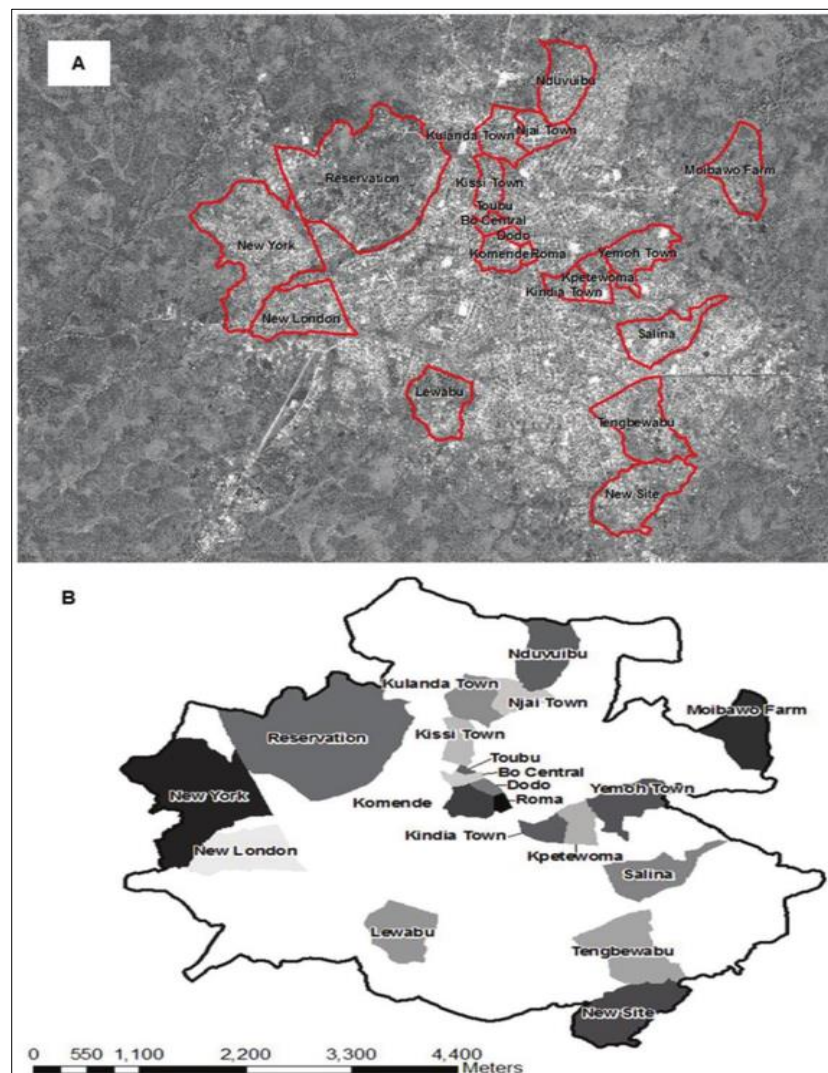 A
Nduvuibu
Kulanda Town
Njai Town
Moibawo Farm
Reservation
Kissi Town
Toubu
Bo Central
Dodo
New York
Komende
Roma
Yemoh Town
Kpetewoma
Kindia Town
New London
Salina
Lewabu
Tengbewabu
New Site
B
Nduvuibu
Kulanda Town
Njai Town
Moibawo Farm
Reservation
Kissi Town
Toubu
Bo Central
Dodo
Yemoh Town
New York
Komende
Roma
Kindia Town
New London
Kpetewoma
Salina
Lewabu
Tengbewabu
New Site
0 550 1,100 2,200 3,300 4,400
Meters